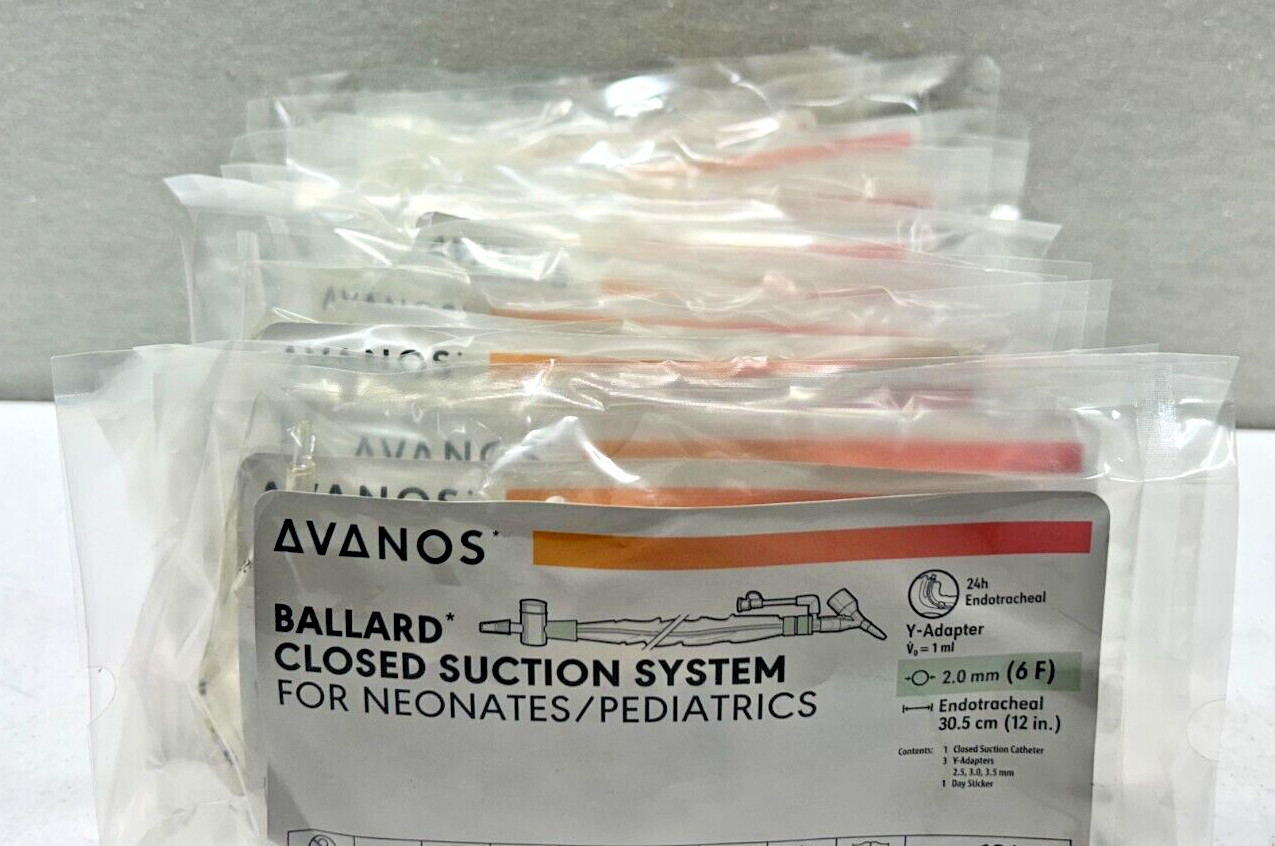 AVANOS*
AVANOS
AVANOS*
AVANOS*
BALLARD*
CLOSED SUCTION SYSTEM
FOR NEONATES/PEDIATRICS
24h
Endotracheal
Y-Adapter
V̇D = 1 ml
2.0 mm (6 F)
Endotracheal
30.5 cm (12 in.)
Contents: 1 Closed Suction Catheter
3 Y-Adapters
2.5, 3.0, 3.5 mm
1 Day Sticker